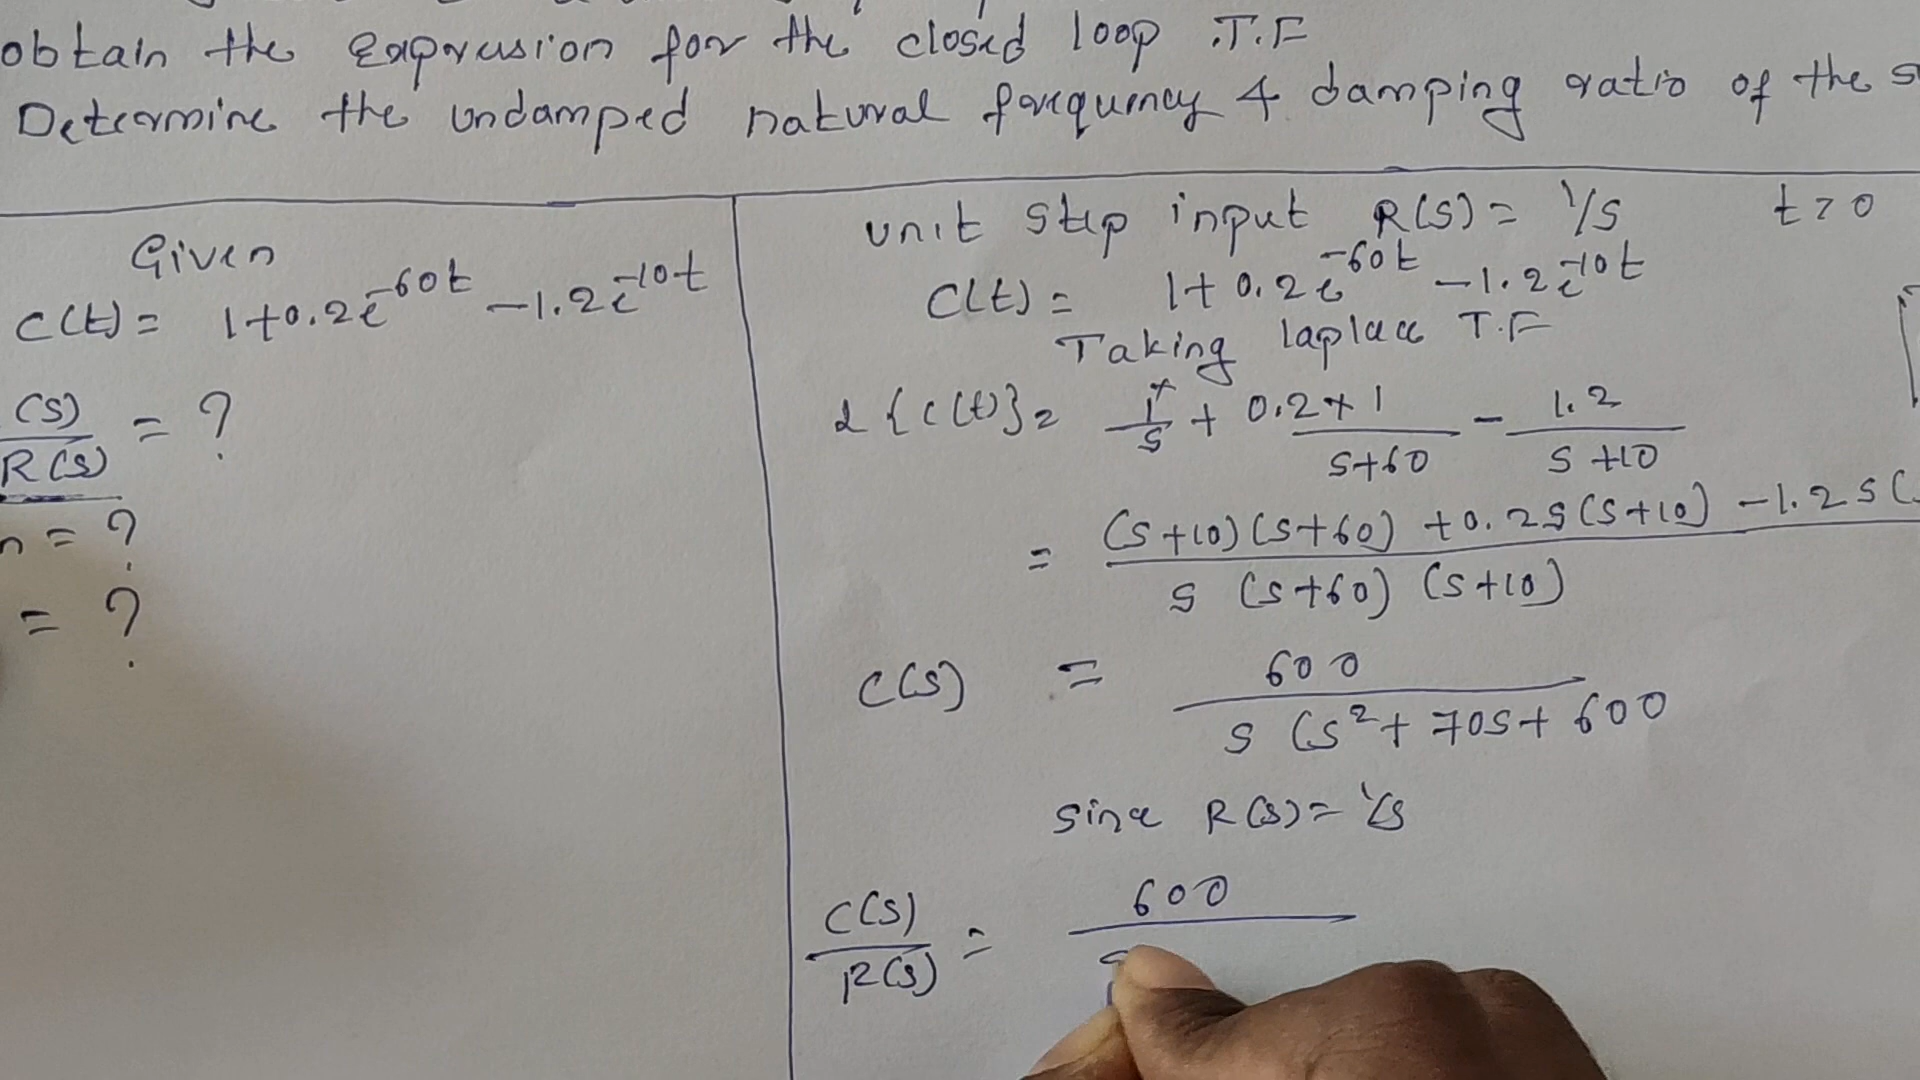 obtain the expression for the closed loop T.F
Determine the undamped natural frequency & damping ratio of the s
Given
c(t) = 1+0.2e^-60t -1.2e^-10t
(s)/R(s) = ?
n = ?
= ?
unit step input R(s) = 1/s t>0
C(t) = 1+0.2e^-60t -1.2e^-10t
Taking laplace T.F
L{c(t)} = 1/s + 0.2×1/s+60 - 1.2/s+10
= (s+10)(s+60) +0.2s(s+10) -1.2s(/s (s+60) (s+10)
C(s) = 600/s (s²+70s+600
since R(s) = 1/s
C(s)/R(s) = 600/